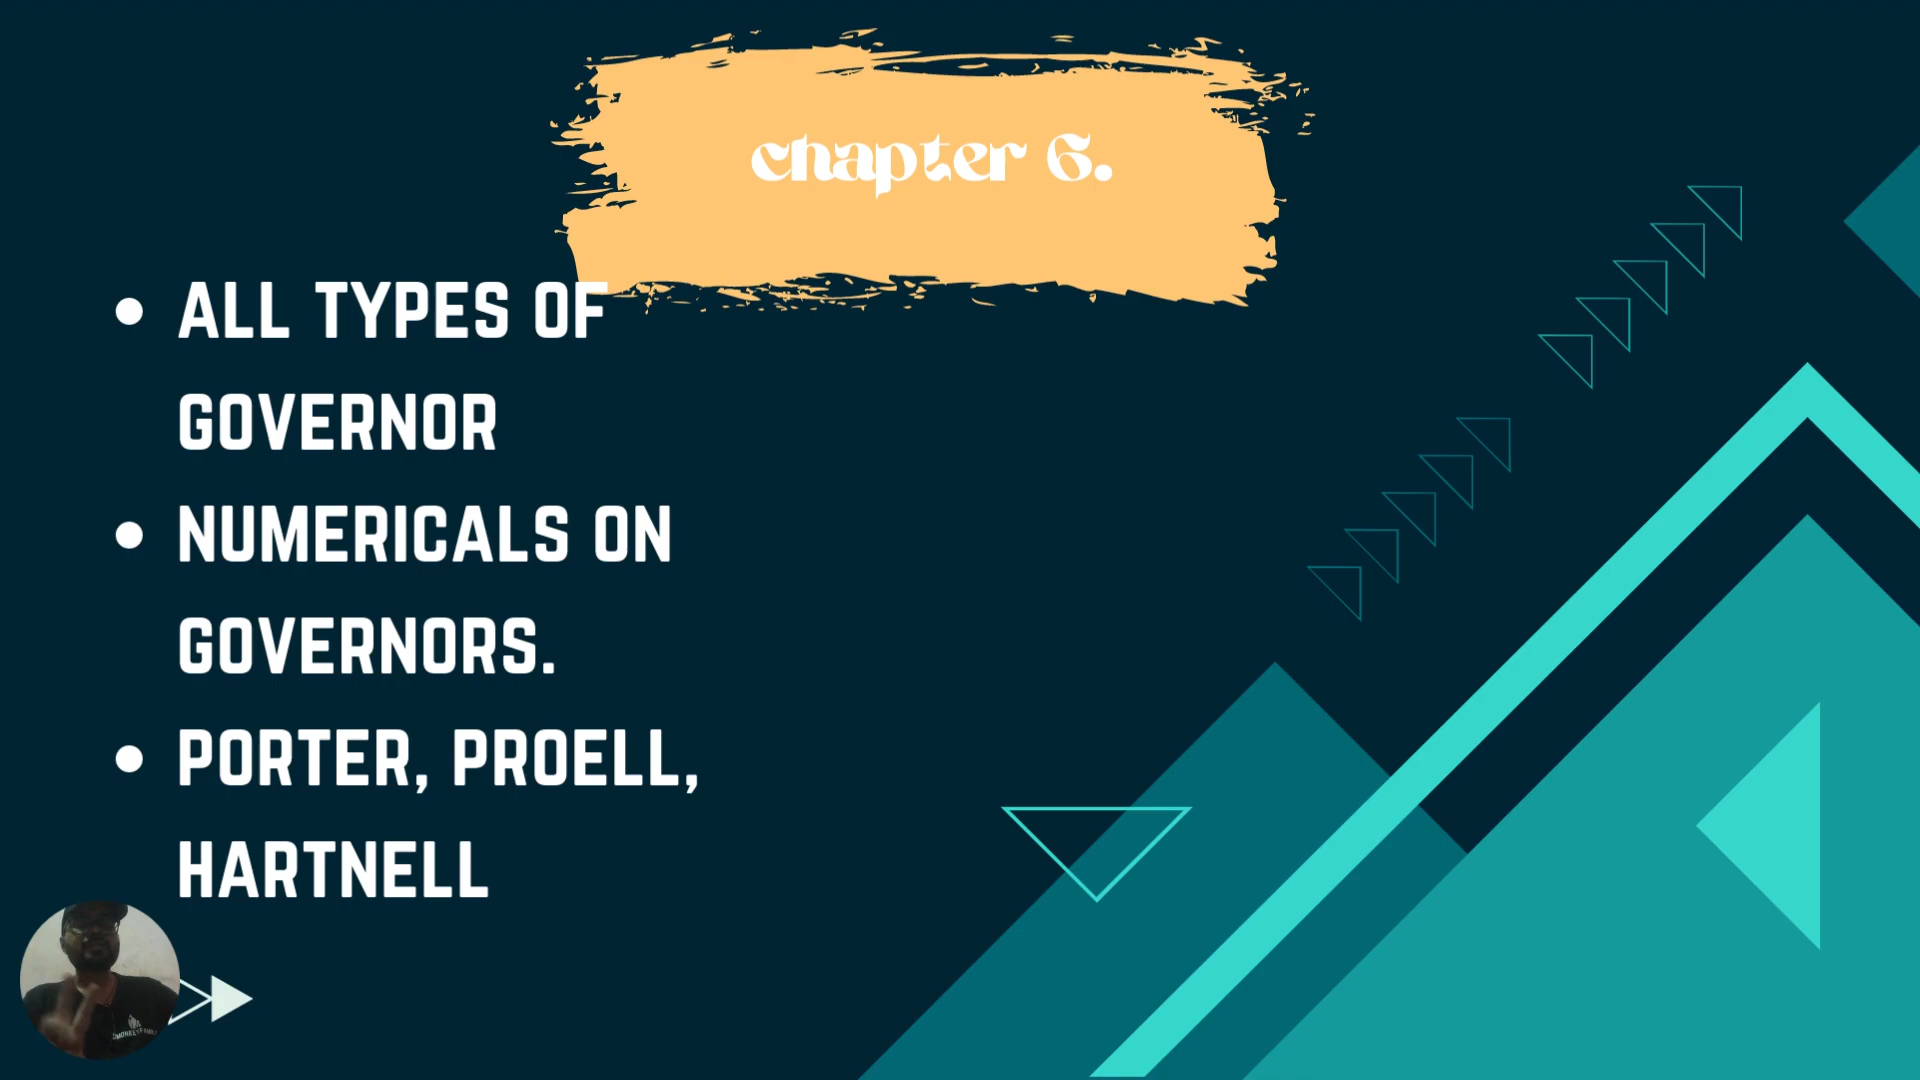 chapter 6.
ALL TYPES OF
GOVERNOR
NUMERICALS ON
GOVERNORS.
PORTER, PROELL,
HARTNELL